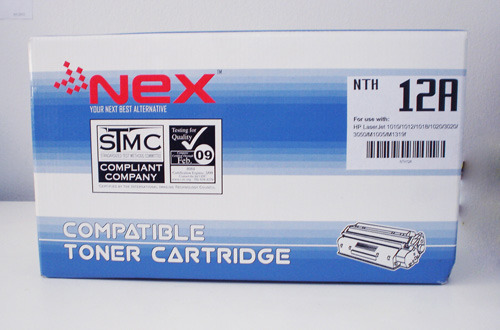 NEX™
YOUR NEXT BEST ALTERNATIVE
STMC
COMPLIANT
COMPANY
Testing for
Quality
Feb.
09
NTH 12A
For use with:
HP LaserJet 1010/1012/1018/1020/3020/
3050/M1005/M1319f
COMPATIBLE
TONER CARTRIDGE